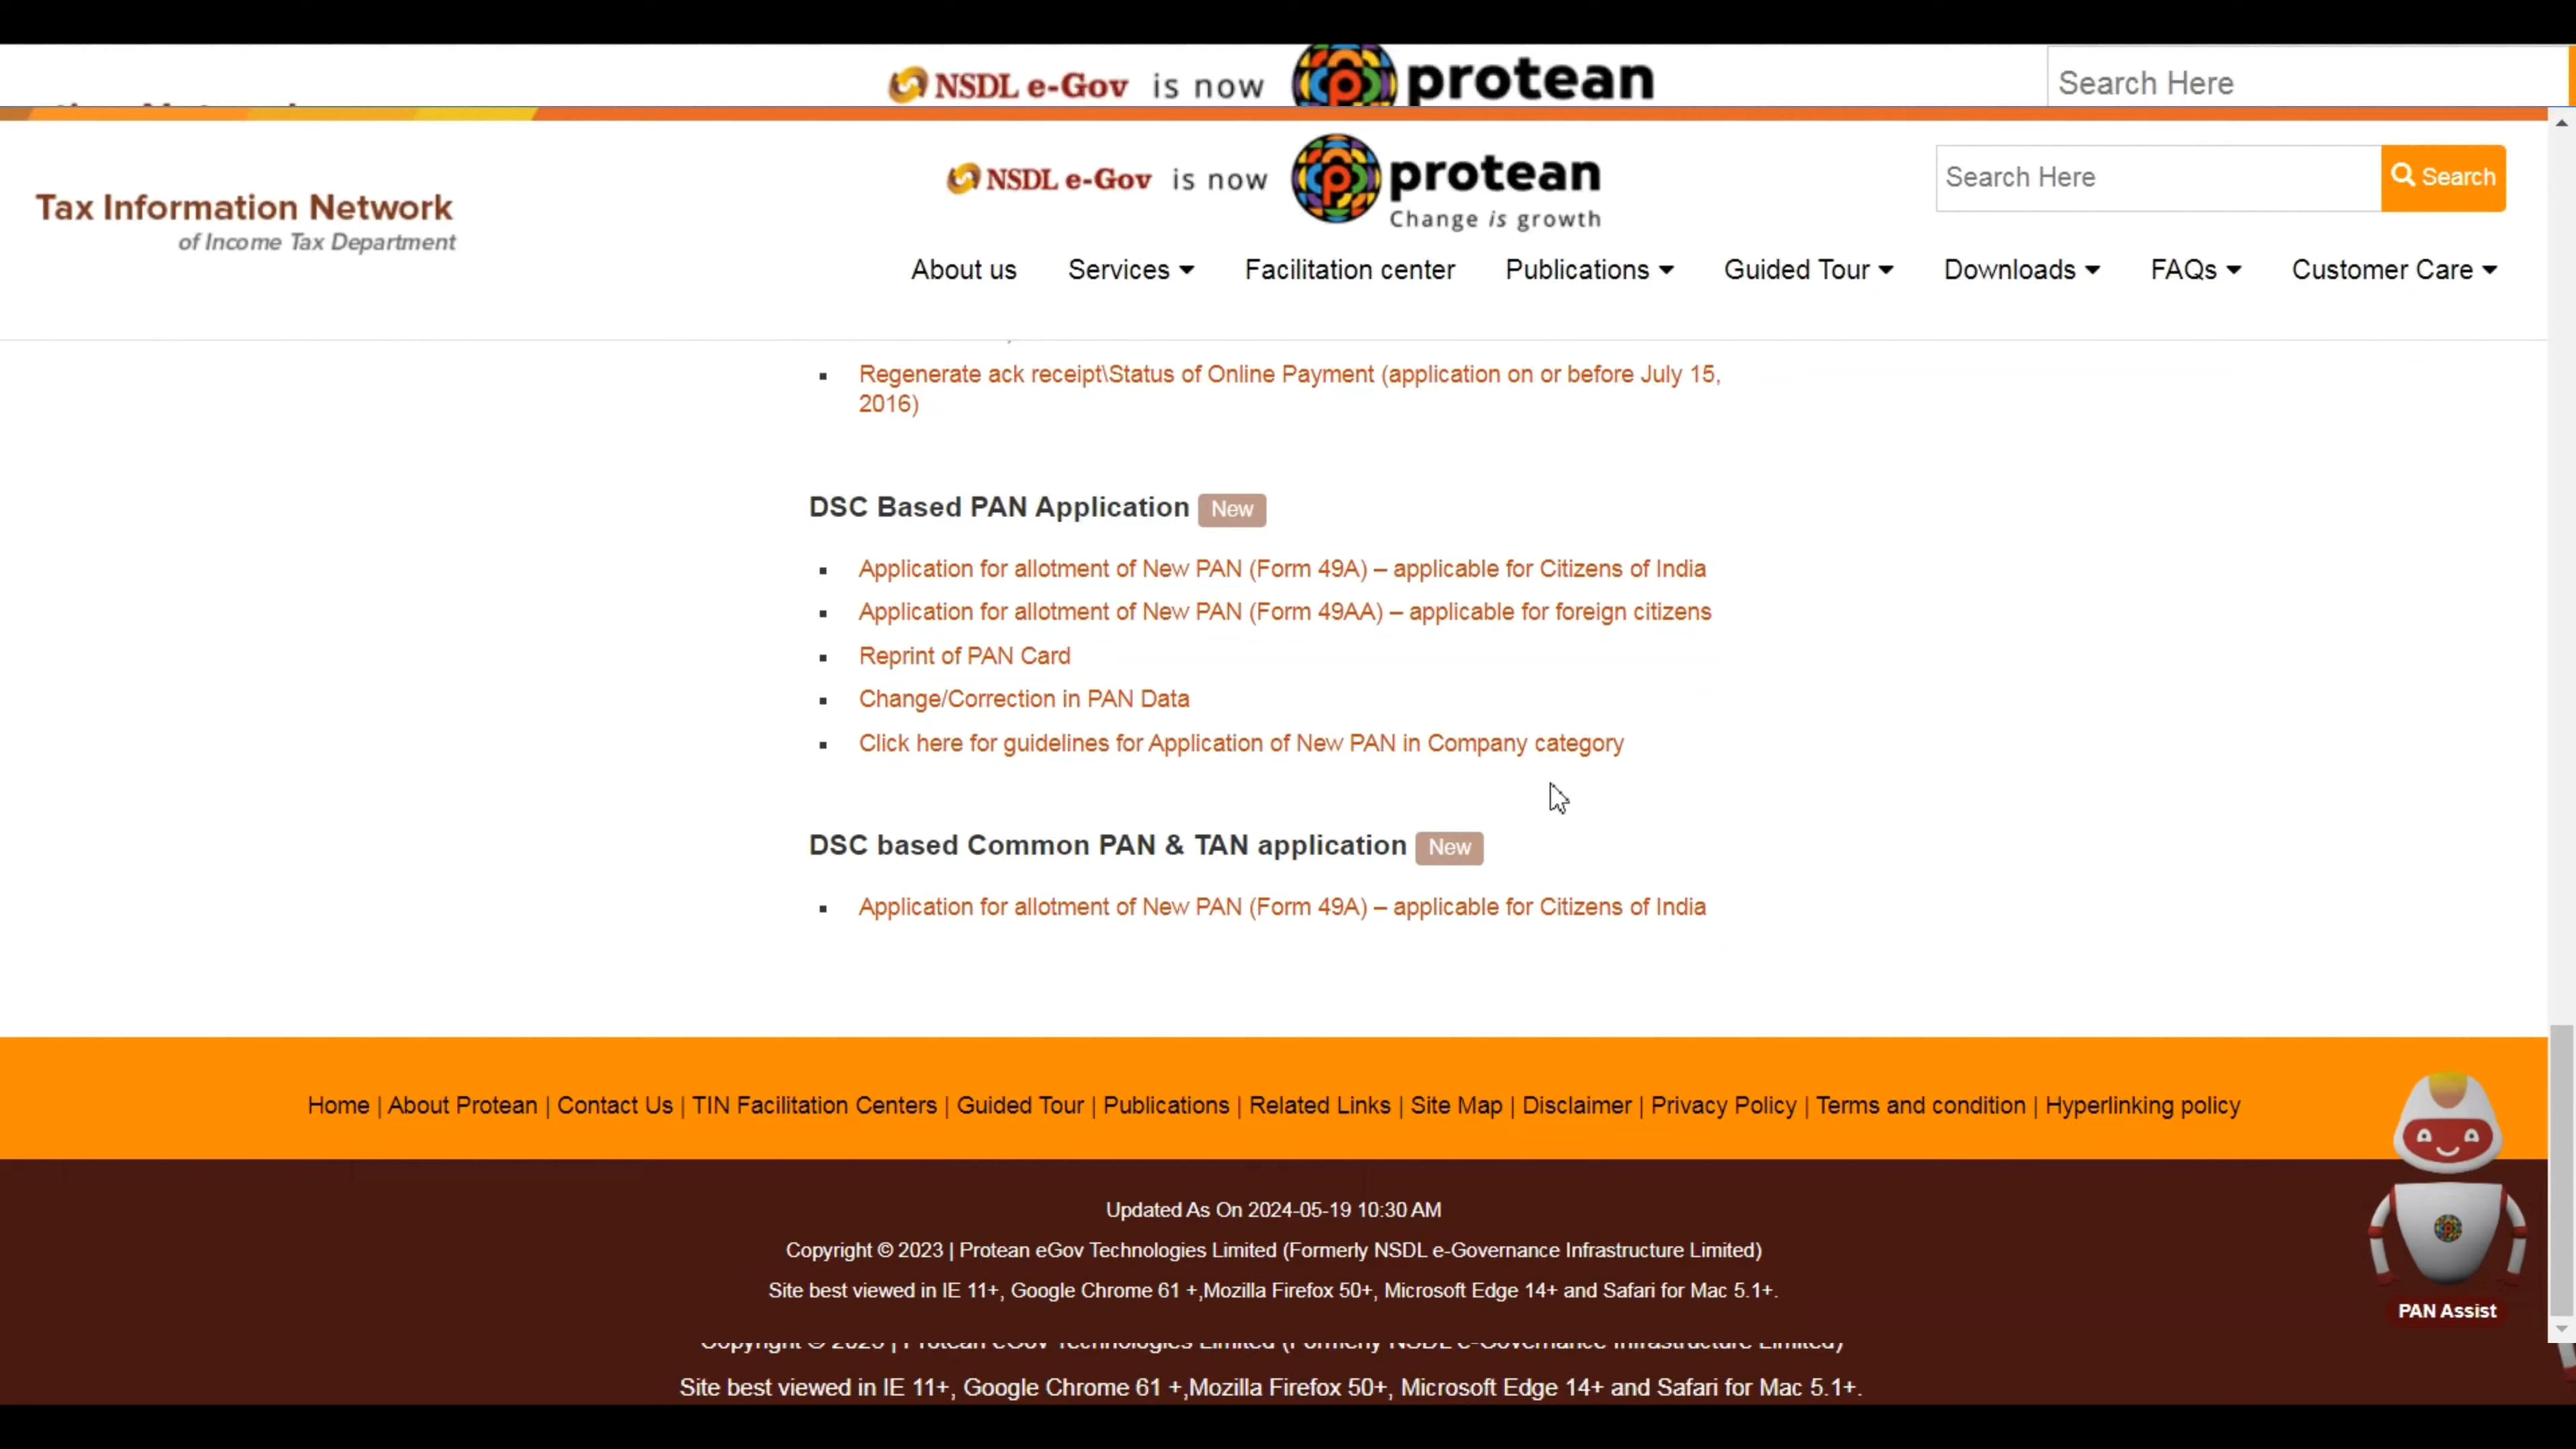 NSDL e-Gov is now protean
Search Here
NSDL e-Gov is now protean
Change is growth
Search Here Search
Tax Information Network
of Income Tax Department
About us Services Facilitation center Publications Guided Tour Downloads FAQs Customer Care
Regenerate ack receipt\Status of Online Payment (application on or before July 15,
2016)
DSC Based PAN Application New
Application for allotment of New PAN (Form 49A) – applicable for Citizens of India
Application for allotment of New PAN (Form 49AA) – applicable for foreign citizens
Reprint of PAN Card
Change/Correction in PAN Data
Click here for guidelines for Application of New PAN in Company category
DSC based Common PAN & TAN application New
Application for allotment of New PAN (Form 49A) – applicable for Citizens of India
Home | About Protean | Contact Us | TIN Facilitation Centers | Guided Tour | Publications | Related Links | Site Map | Disclaimer | Privacy Policy | Terms and condition | Hyperlinking policy
Updated As On 2024-05-19 10:30 AM
Copyright © 2023 | Protean eGov Technologies Limited (Formerly NSDL e-Governance Infrastructure Limited)
Site best viewed in IE 11+, Google Chrome 61 +,Mozilla Firefox 50+, Microsoft Edge 14+ and Safari for Mac 5.1+.
PAN Assist
Copyright © 2023 | Protean eGov Technologies Limited (Formerly NSDL e-Governance Infrastructure Limited)
Site best viewed in IE 11+, Google Chrome 61 +,Mozilla Firefox 50+, Microsoft Edge 14+ and Safari for Mac 5.1+.